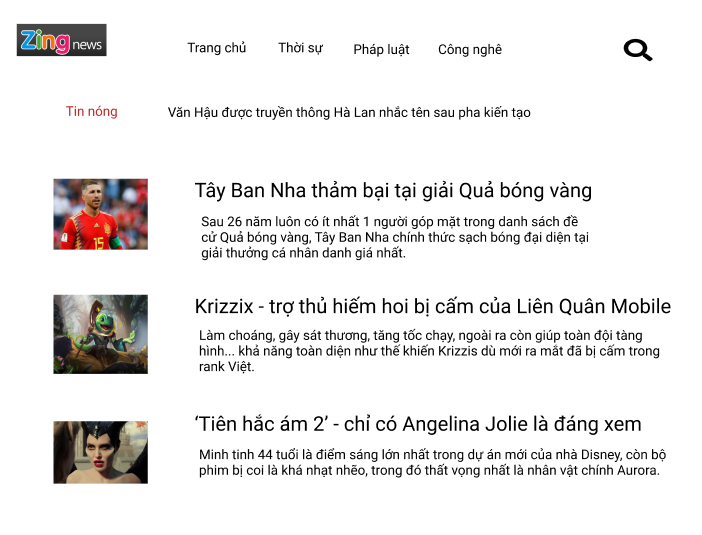 Zing news
Trang chủ Thời sự Pháp luật Công nghê
Tin nóng Văn Hậu được truyền thông Hà Lan nhắc tên sau pha kiến tạo
Tây Ban Nha thảm bại tại giải Quả bóng vàng
Sau 26 năm luôn có ít nhất 1 người góp mặt trong danh sách đề
cử Quả bóng vàng, Tây Ban Nha chính thức sạch bóng đại diện tại
giải thưởng cá nhân danh giá nhất.
15
Krizzix - trợ thủ hiếm hoi bị cấm của Liên Quân Mobile
Làm choáng, gây sát thương, tăng tốc chạy, ngoài ra còn giúp toàn đội tàng
hình... khả năng toàn diện như thế khiến Krizzis dù mới ra mắt đã bị cấm trong
rank Việt.
‘Tiên hắc ám 2’ - chỉ có Angelina Jolie là đáng xem
Minh tinh 44 tuổi là điểm sáng lớn nhất trong dự án mới của nhà Disney, còn bộ
phim bị coi là khá nhạt nhẽo, trong đó thất vọng nhất là nhân vật chính Aurora.